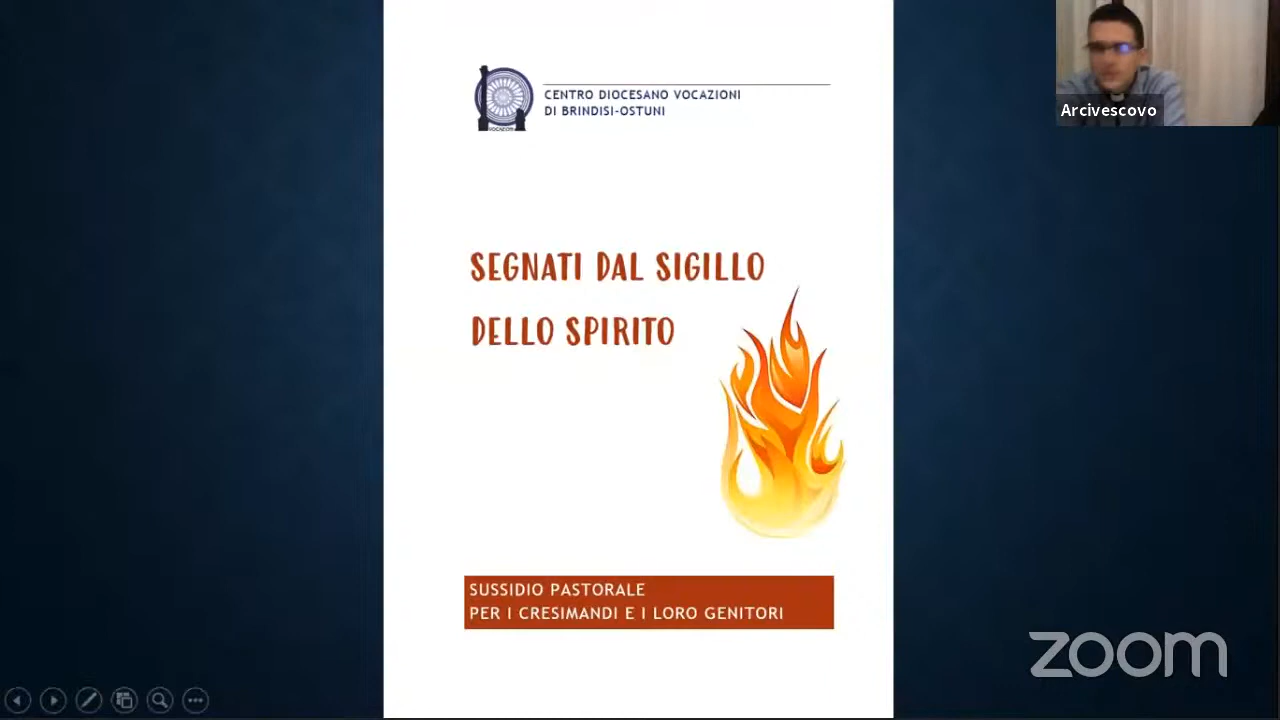 CENTRO DIOCESANO VOCAZIONI
DI BRINDISI-OSTUNI
VOCAZIONI
SEGNATI DAL SIGILLO
DELLO SPIRITO
SUSSIDIO PASTORALE
PER I CRESIMANDI E I LORO GENITORI
Arcivescovo
zoom